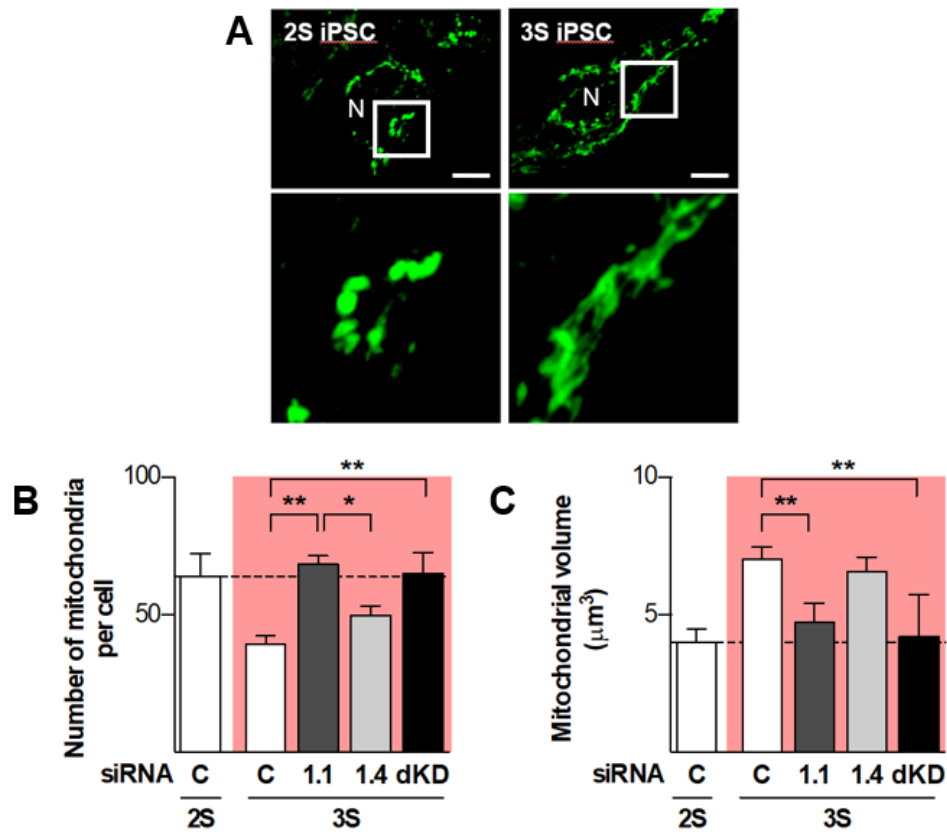 A
2S iPSC
3S iPSC
N
N
B
Number of mitochondria
per cell
100
50
**
**
*
siRNA C C 1.1 1.4 dKD
2S 3S
C
Mitochondrial volume
(μm³)
10
5
**
**
siRNA C C 1.1 1.4 dKD
2S 3S